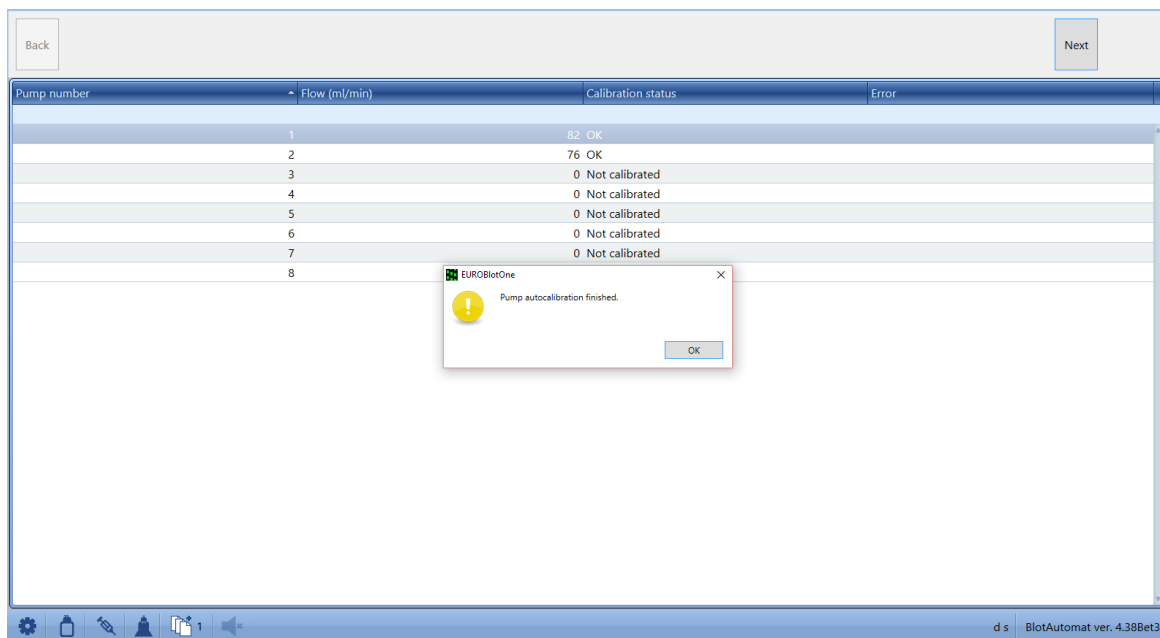 Back
Next
Pump number Flow (ml/min) Calibration status Error
1 82 OK
2 76 OK
3 0 Not calibrated
4 0 Not calibrated
5 0 Not calibrated
6 0 Not calibrated
7 0 Not calibrated
8
EUROBlotOne
Pump autocalibration finished.
OK
1
d s BlotAutomat ver. 4.38Bet3